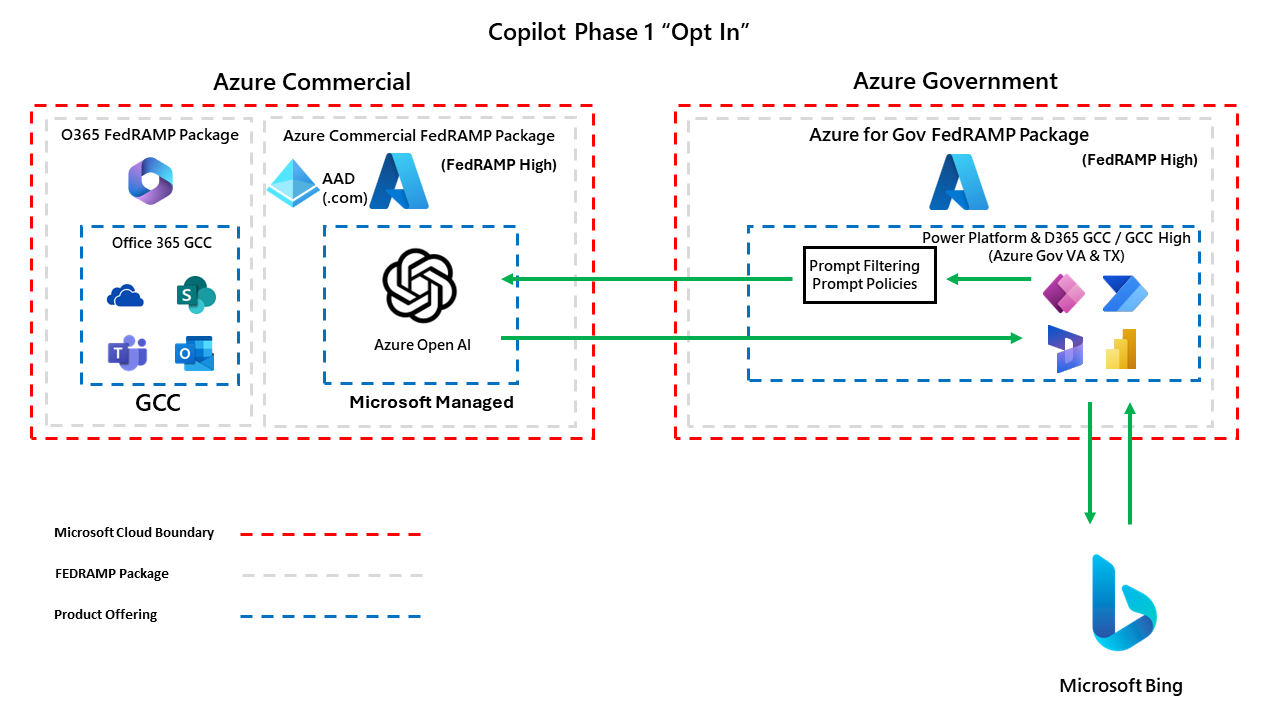 Copilot Phase 1 “Opt In”
Azure Commercial
O365 FedRAMP Package
Office 365 GCC
S
T
O
GCC
Azure Commercial FedRAMP Package
(FedRAMP High)
AAD
(.com)
Azure Open AI
Microsoft Managed
Azure Government
Azure for Gov FedRAMP Package
(FedRAMP High)
Power Platform & D365 GCC / GCC High
(Azure Gov VA & TX)
Prompt Filtering
Prompt Policies
Microsoft Cloud Boundary
FEDRAMP Package
Product Offering
Microsoft Bing